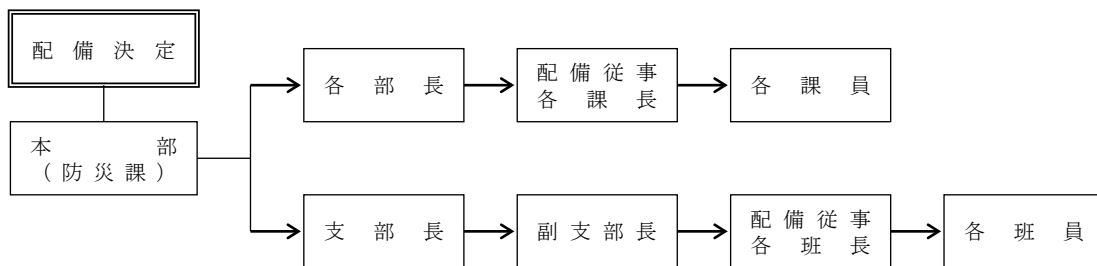 配備決定
本部
(防災課)
各部長
配備従事
各課長
各課員
支部長
副支部長
配備従事
各班長
各班員